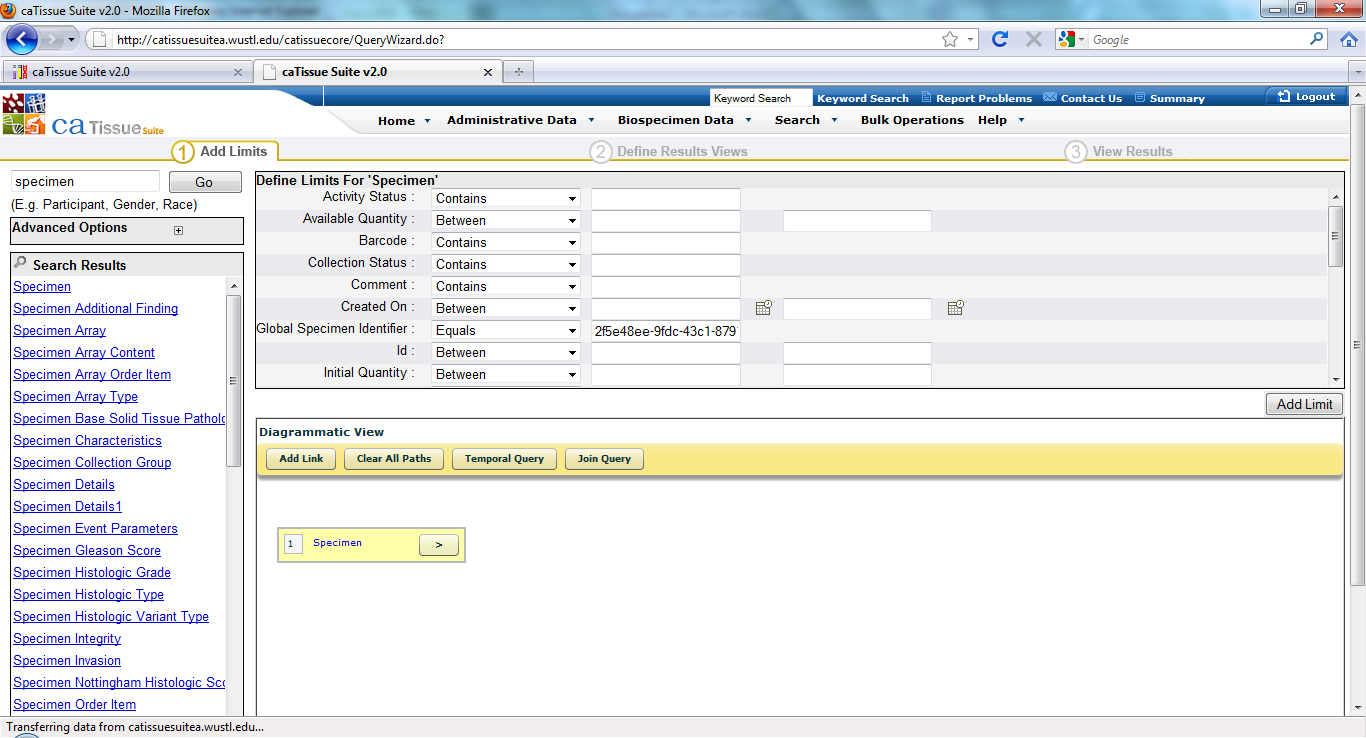 caTissue Suite v2.0 - Mozilla Firefox
http://catissuesuitea.wustl.edu/catissuecore/QueryWizard.do?
Google
caTissue Suite v2.0
caTissue Suite v2.0
Keyword Search Keyword Search Report Problems Contact Us Summary Logout
ca Tissue Suite
Home Administrative Data Biospecimen Data Search Bulk Operations Help
1 Add Limits
2 Define Results Views
3 View Results
specimen Go
(E.g. Participant, Gender, Race)
Advanced Options
Search Results
Specimen
Specimen Additional Finding
Specimen Array
Specimen Array Content
Specimen Array Order Item
Specimen Array Type
Specimen Base Solid Tissue Patholo
Specimen Characteristics
Specimen Collection Group
Specimen Details
Specimen Details1
Specimen Event Parameters
Specimen Gleason Score
Specimen Histologic Grade
Specimen Histologic Type
Specimen Histologic Variant Type
Specimen Integrity
Specimen Invasion
Specimen Nottingham Histologic Sco
Specimen Order Item
Define Limits For 'Specimen'
Activity Status : Contains
Available Quantity : Between
Barcode : Contains
Collection Status : Contains
Comment : Contains
Created On : Between
Global Specimen Identifier : Equals 2f5e48ee-9fdc-43c1-879
Id : Between
Initial Quantity : Between
Add Limit
Diagrammatic View
Add Link Clear All Paths Temporal Query Join Query
1 Specimen >
Transferring data from catissuesuitea.wustl.edu...